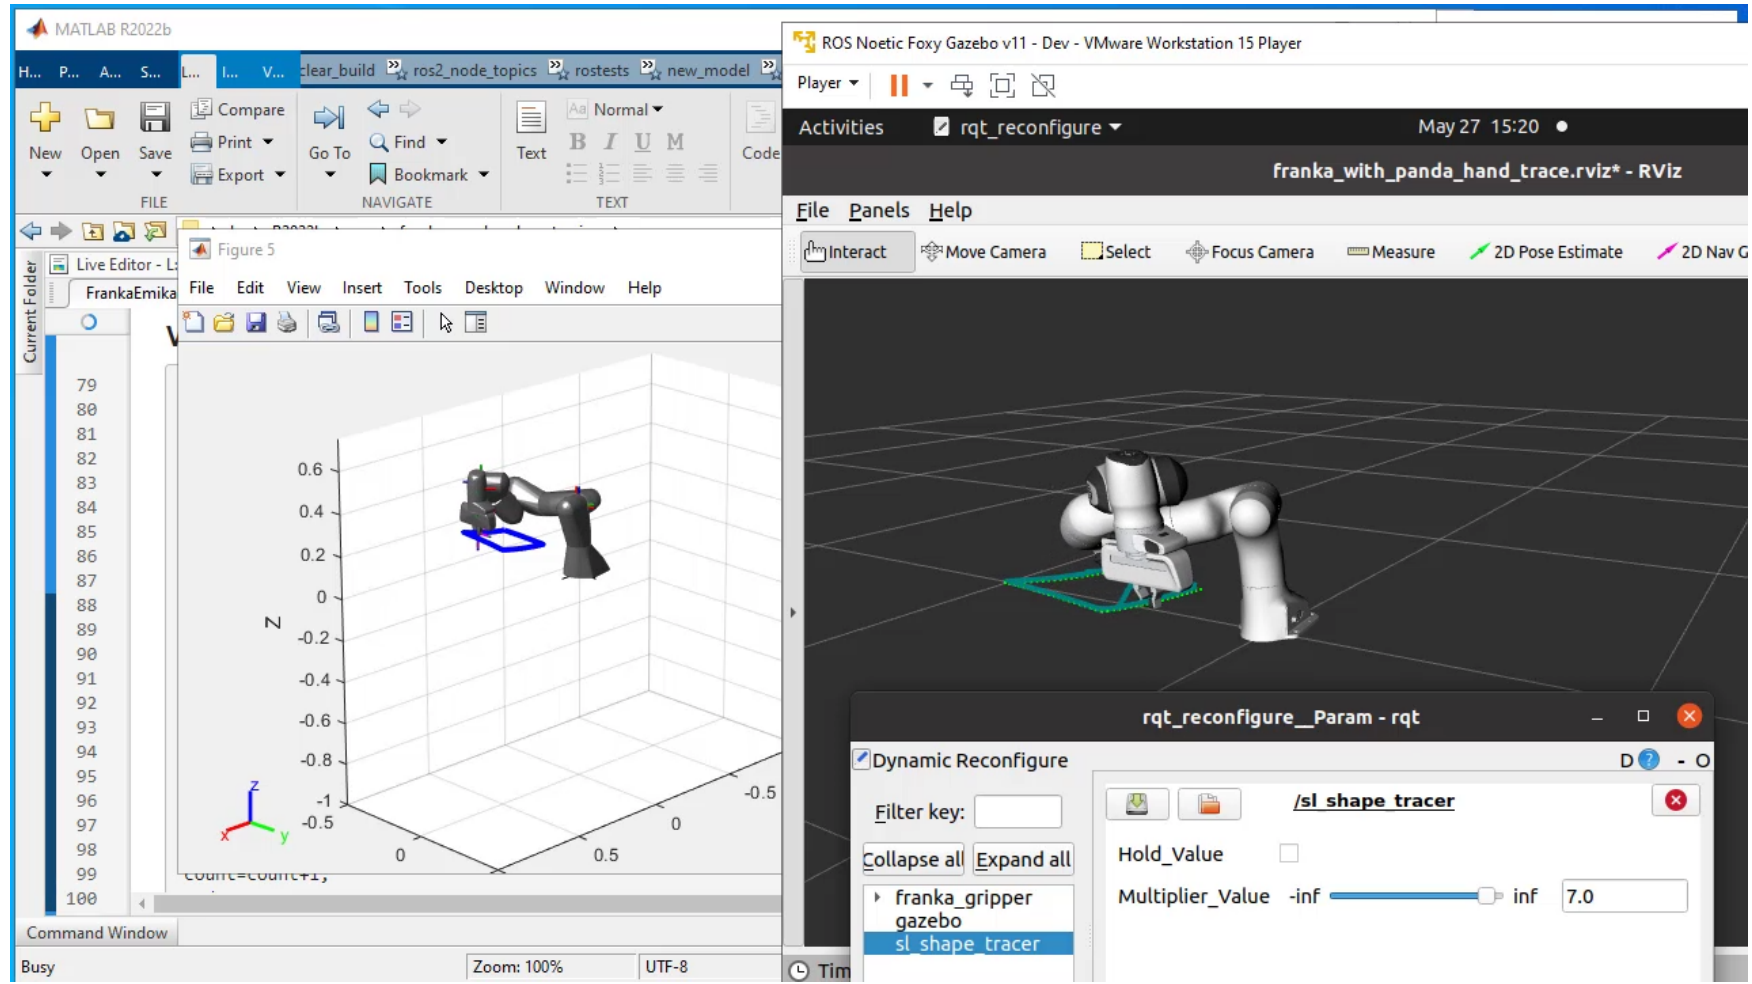 MATLAB R2022b
H... P... A... S... L... I... V... clear_build ros2_node_topics rostests new_model
New Open Save Compare Print Export
FILE
Go To Find Bookmark
NAVIGATE
Text Aa Normal B I U M
TEXT
Code
Current Folder
Live Editor - L:
FrankaEmika
79
80
81
82
83
84
85
86
87
88
89
90
91
92
93
94
95
96
97
98
99
100
count=count+1;
Command Window
Busy
Zoom: 100% UTF-8
Figure 5
File Edit View Insert Tools Desktop Window Help
0.6
0.4
0.2
0
-0.2
-0.4
-0.6
-0.8
-1
Z
-0.5
0
0.5
0
-0.5
z
x
y
ROS Noetic Foxy Gazebo v11 - Dev - VMware Workstation 15 Player
Player
Activities rqt_reconfigure May 27 15:20
franka_with_panda_hand_trace.rviz* - RViz
File Panels Help
Interact Move Camera Select Focus Camera Measure 2D Pose Estimate 2D Nav G
rqt_reconfigure__Param - rqt
Dynamic Reconfigure D ? - O
Filter key:
Collapse all Expand all
franka_gripper
gazebo
sl_shape_tracer
/sl_shape_tracer
Hold_Value
Multiplier_Value -inf inf 7.0
Tim